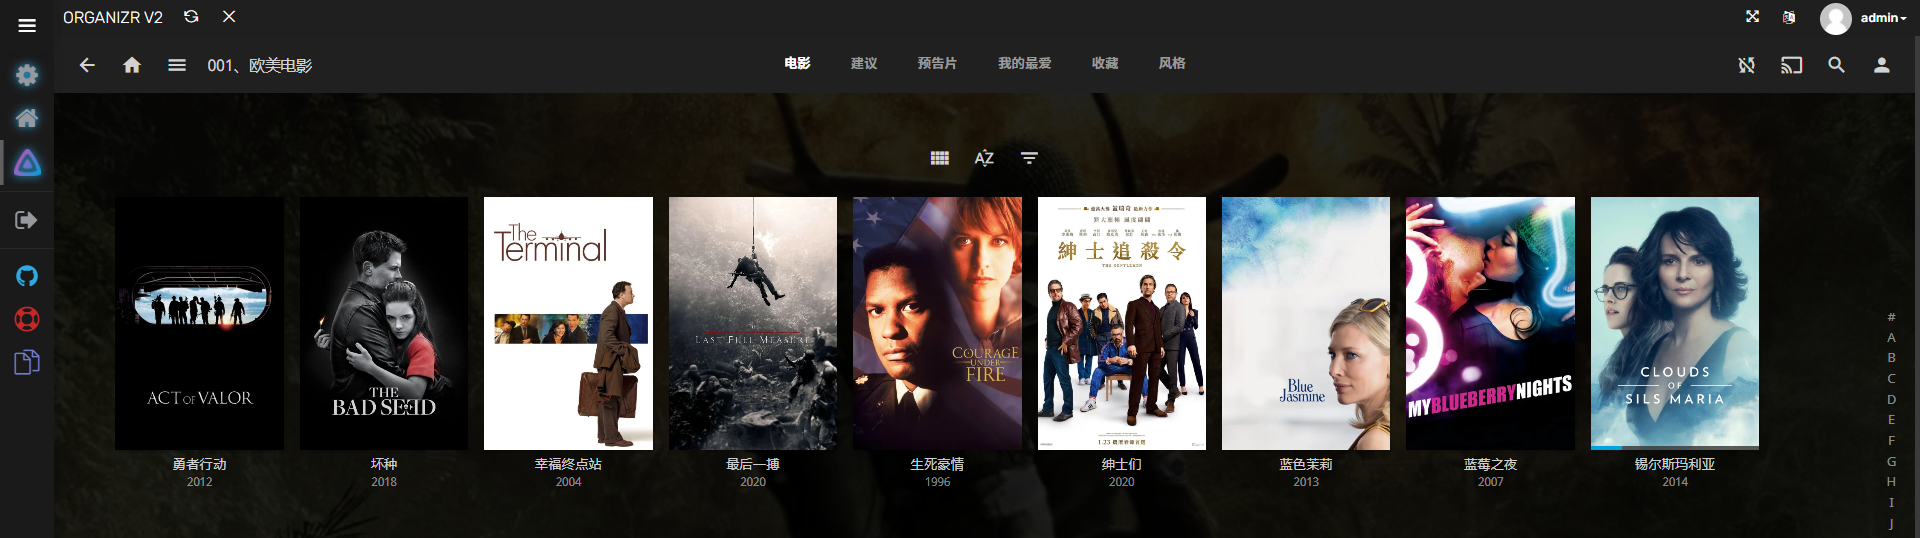 ORGANIZR V2
admin
001、欧美电影
电影 建议 预告片 我的最爱 收藏 风格
AZ
ACT OF VALOR
THE
BAD SEED
The
Terminal
LAST FULL MEASURE
COURAGE
UNDER
FIRE
紳士追殺令
THE GENTLEMEN
Blue
Jasmine
MY BLUEBERRY NIGHTS
CLOUDS
OF
SILS MARIA
勇者行动
2012
坏种
2018
幸福终点站
2004
最后一搏
2020
生死豪情
1996
绅士们
2020
蓝色茉莉
2013
蓝莓之夜
2007
锡尔斯玛利亚
2014
#
A
B
C
D
E
F
G
H
I
J